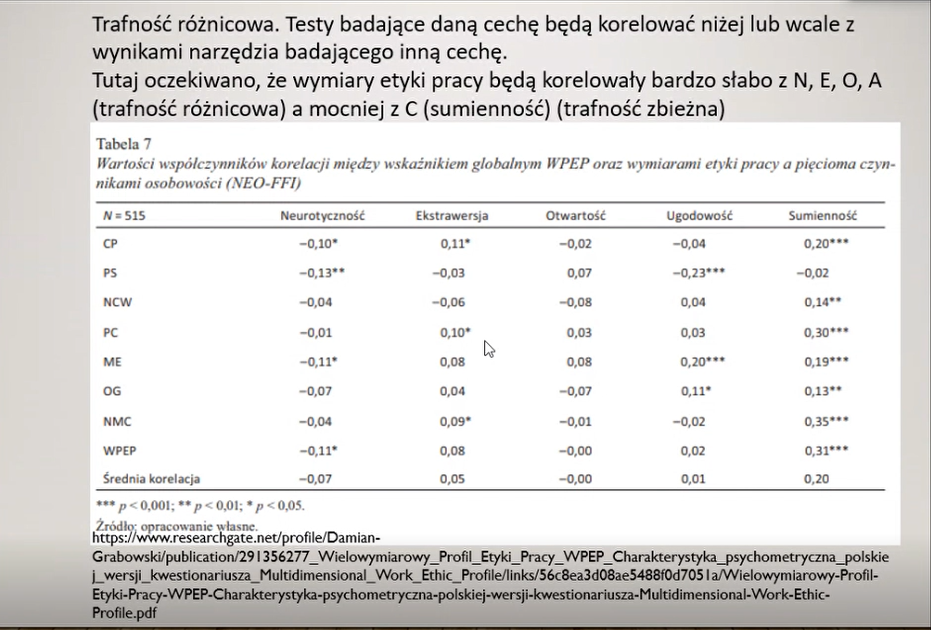 Trafność różnicowa. Testy badające daną cechę będą korelować niżej lub wcale z
wynikami narzędzia badającego inną cechę.
Tutaj oczekiwano, że wymiary etyki pracy będą korelowały bardzo słabo z N, E, O, A
(trafność różnicowa) a mocniej z C (sumienność) (trafność zbieżna)
Tabela 7
Wartości współczynników korelacji między wskaźnikiem globalnym WPEP oraz wymiarami etyki pracy a pięcioma czyn-
nikami osobowości (NEO-FFI)
N = 515 Neurotyczność Ekstrawersja Otwartość Ugodowość Sumienność
CP −0,10* 0,11* −0,02 −0,04 0,20***
PS −0,13** −0,03 0,07 −0,23*** −0,02
NCW −0,04 −0,06 −0,08 0,04 0,14**
PC −0,01 0,10* 0,03 0,03 0,30***
ME −0,11* 0,08 0,08 0,20*** 0,19***
OG −0,07 0,04 −0,07 0,11* 0,13**
NMC −0,04 0,09* −0,01 −0,02 0,35***
WPEP −0,11* 0,08 −0,00 0,02 0,31***
Średnia korelacja −0,07 0,05 −0,00 0,01 0,20
*** p < 0,001; ** p < 0,01; * p < 0,05.
Źródło: opracowanie własne.
https://www.researchgate.net/profile/Damian-
Grabowski/publication/291356277_Wielowymiarowy_Profil_Etyki_Pracy_WPEP_Charakterystyka_psychometryczna_polskie
j_wersji_kwestionariusza_Multidimensional_Work_Ethic_Profile/links/56c8ea3d08ae5488f0d7051a/Wielowymiarowy-Profil-
Etyki-Pracy-WPEP-Charakterystyka-psychometryczna-polskiej-wersji-kwestionariusza-Multidimensional-Work-Ethic-
Profile.pdf